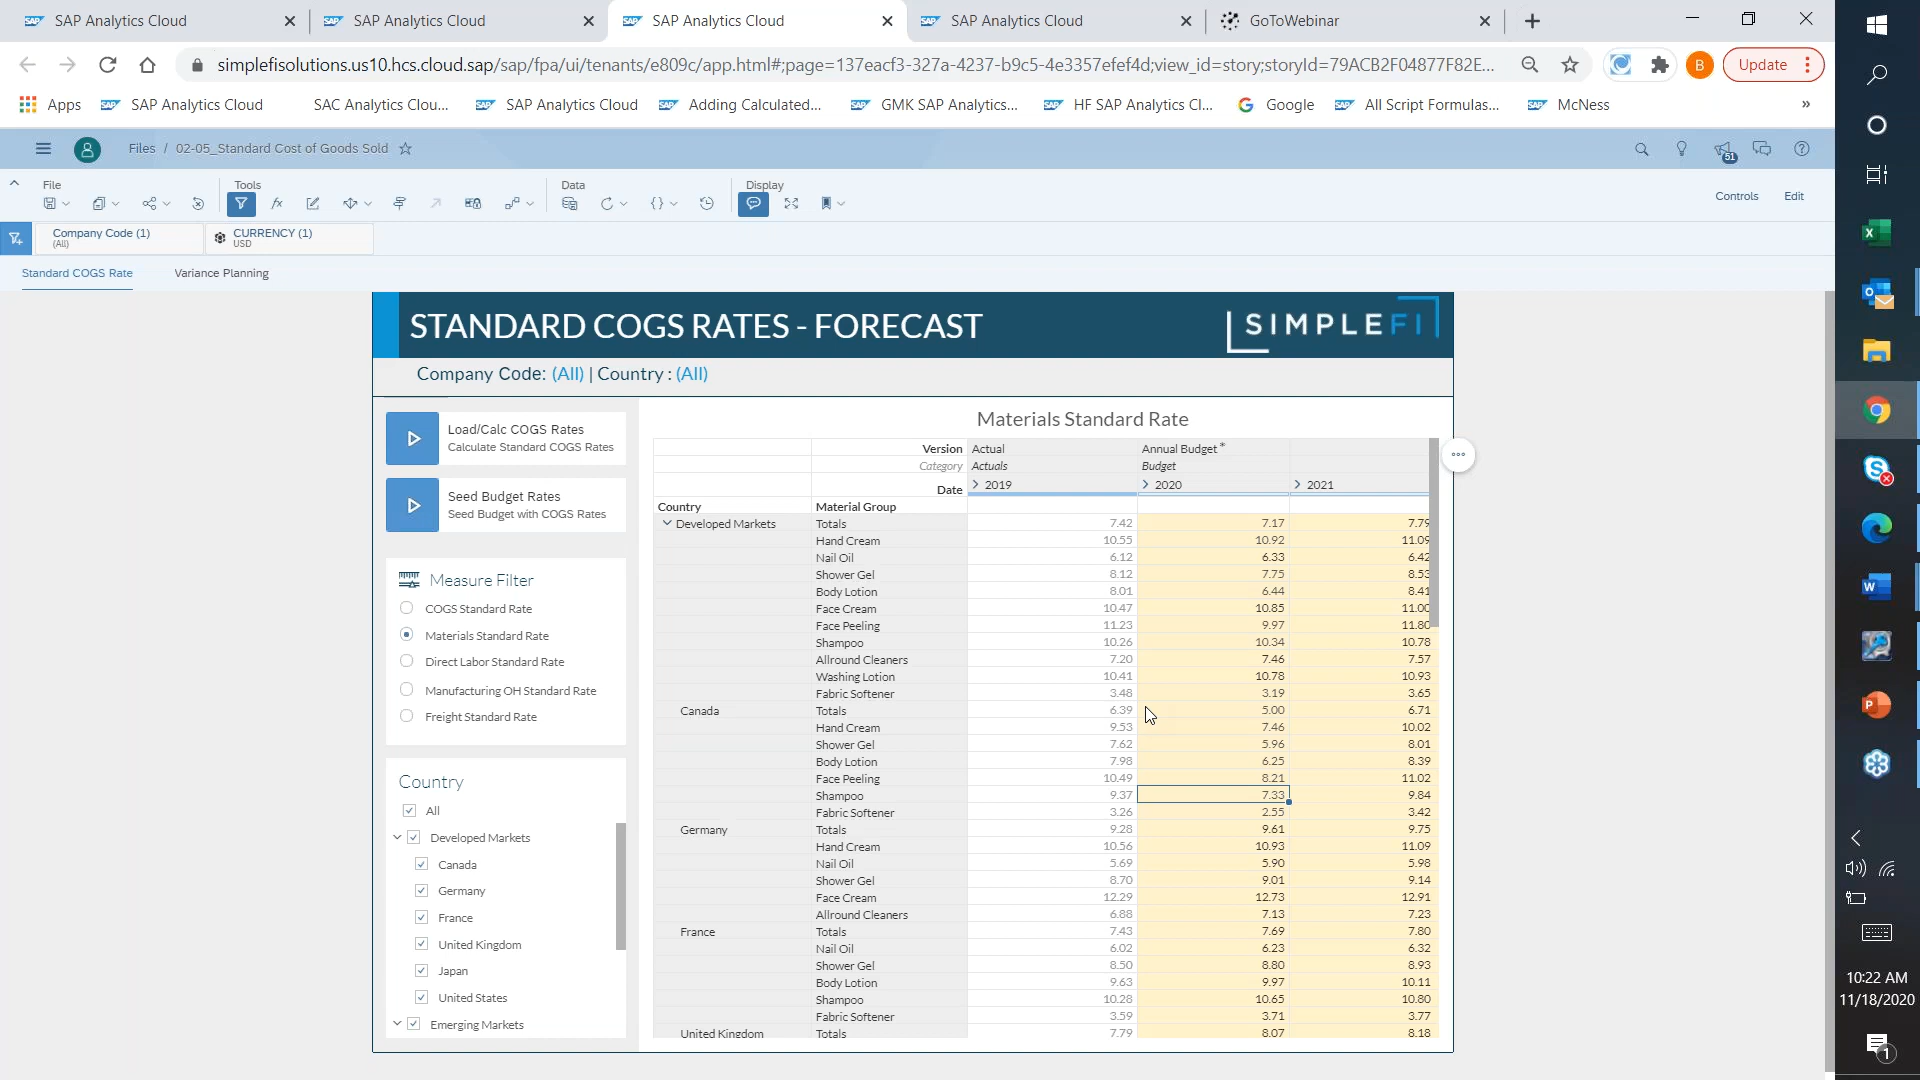 SAP Analytics Cloud SAP Analytics Cloud SAP Analytics Cloud SAP Analytics Cloud GoToWebinar
simplefisolutions.us10.hcs.cloud.sap/sap/fpa/ui/tenants/e809c/app.html#;page=137eacf3-327a-4237-b9c5-4e3357efef4d;view_id=story;storyId=79ACB2F04877F82E... B Update
Apps SAP Analytics Cloud SAC Analytics Clou... SAP Analytics Cloud Adding Calculated... GMK SAP Analytics... HF SAP Analytics Cl... Google All Script Formulas... McNess »
Files / 02-05_Standard Cost of Goods Sold 51
File Tools Data Display
Controls Edit
Company Code (1) CURRENCY (1)
(All) USD
Standard COGS Rate Variance Planning
STANDARD COGS RATES - FORECAST SIMPLEFI
Company Code: (All) | Country : (All)
Load/Calc COGS Rates
Calculate Standard COGS Rates
Seed Budget Rates
Seed Budget with COGS Rates
Measure Filter
COGS Standard Rate
Materials Standard Rate
Direct Labor Standard Rate
Manufacturing OH Standard Rate
Freight Standard Rate
Country
All
Developed Markets
Canada
Germany
France
United Kingdom
Japan
United States
Emerging Markets
Materials Standard Rate
Version Actual Annual Budget *
Category Actuals Budget
Date 2019 2020 2021
Country Material Group
Developed Markets Totals 7.42 7.17 7.79
Hand Cream 10.55 10.92 11.09
Nail Oil 6.12 6.33 6.42
Shower Gel 8.12 7.75 8.53
Body Lotion 8.01 6.44 8.41
Face Cream 10.47 10.85 11.00
Face Peeling 11.23 9.97 11.80
Shampoo 10.26 10.34 10.78
Allround Cleaners 7.20 7.46 7.57
Washing Lotion 10.41 10.78 10.93
Fabric Softener 3.48 3.19 3.65
Canada Totals 6.39 5.00 6.71
Hand Cream 9.53 7.46 10.02
Shower Gel 7.62 5.96 8.01
Body Lotion 7.98 6.25 8.39
Face Peeling 10.49 8.21 11.02
Shampoo 9.37 7.33 9.84
Fabric Softener 3.26 2.55 3.42
Germany Totals 9.28 9.61 9.75
Hand Cream 10.56 10.93 11.09
Nail Oil 5.69 5.90 5.98
Shower Gel 8.70 9.01 9.14
Face Cream 12.29 12.73 12.91
Allround Cleaners 6.88 7.13 7.23
France Totals 7.43 7.69 7.80
Nail Oil 6.02 6.23 6.32
Shower Gel 8.50 8.80 8.93
Body Lotion 9.63 9.97 10.11
Shampoo 10.28 10.65 10.80
Fabric Softener 3.59 3.71 3.77
United Kingdom Totals 7.79 8.07 8.18
10:22 AM
11/18/2020
1